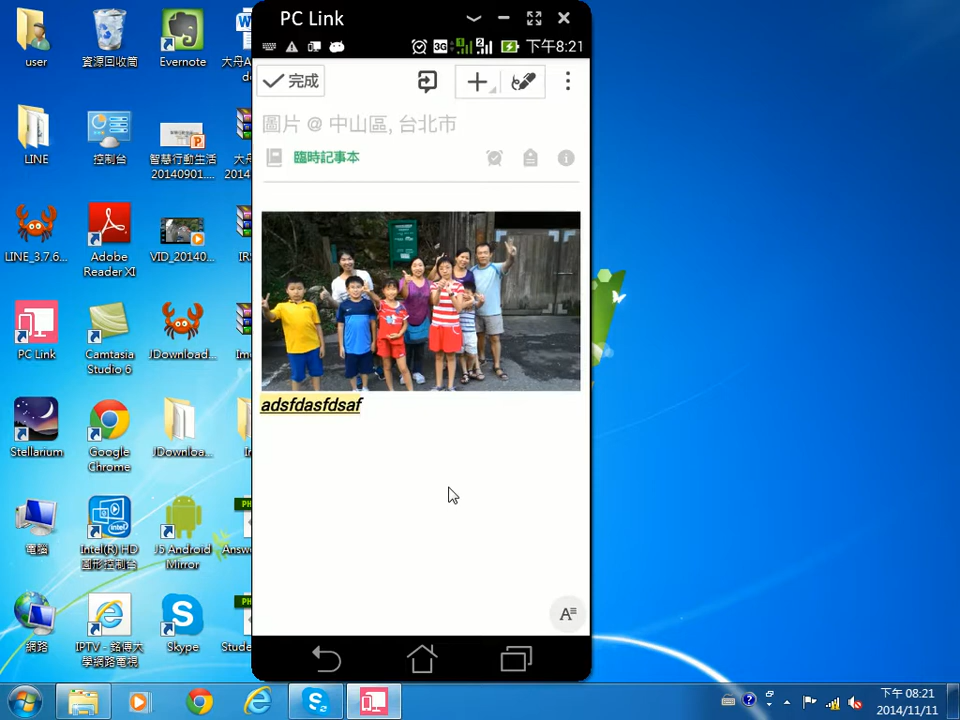 PC Link
3G 下午8:21
完成
圖片 @ 中山區, 台北市
臨時記事本
adsfdasfdsaf
user
資源回收筒
Evernote
LINE
控制台
智慧行動生活
20140901....
LINE_3.7.6...
Adobe
Reader XI
VID_20140...
PC Link
Camtasia
Studio 6
JDownload...
Stellarium
Google
Chrome
JDownloa...
電腦
Intel(R) HD
圖形控制台
J5 Android
Mirror
網路
IPTV - 銘傳大
學網路電視
Skype
下午 08:21
2014/11/11